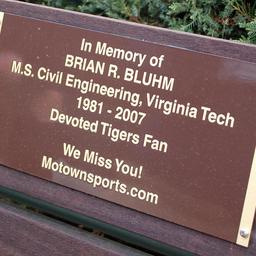 In Memory of
BRIAN R. BLUHM
M.S. Civil Engineering, Virginia Tech
1981 - 2007
Devoted Tigers Fan
We Miss You!
Motownsports.com